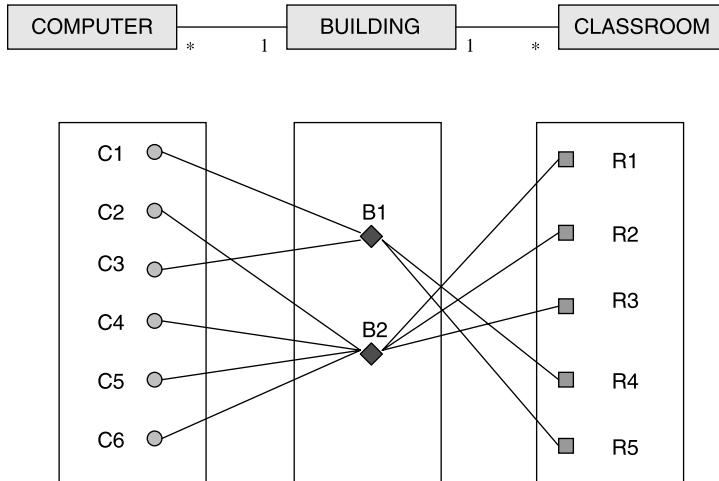 COMPUTER BUILDING CLASSROOM
* 1 1 *
C1 R1
B1
C2 R2
C3 R3
C4 B2
C5 R4
C6 R5